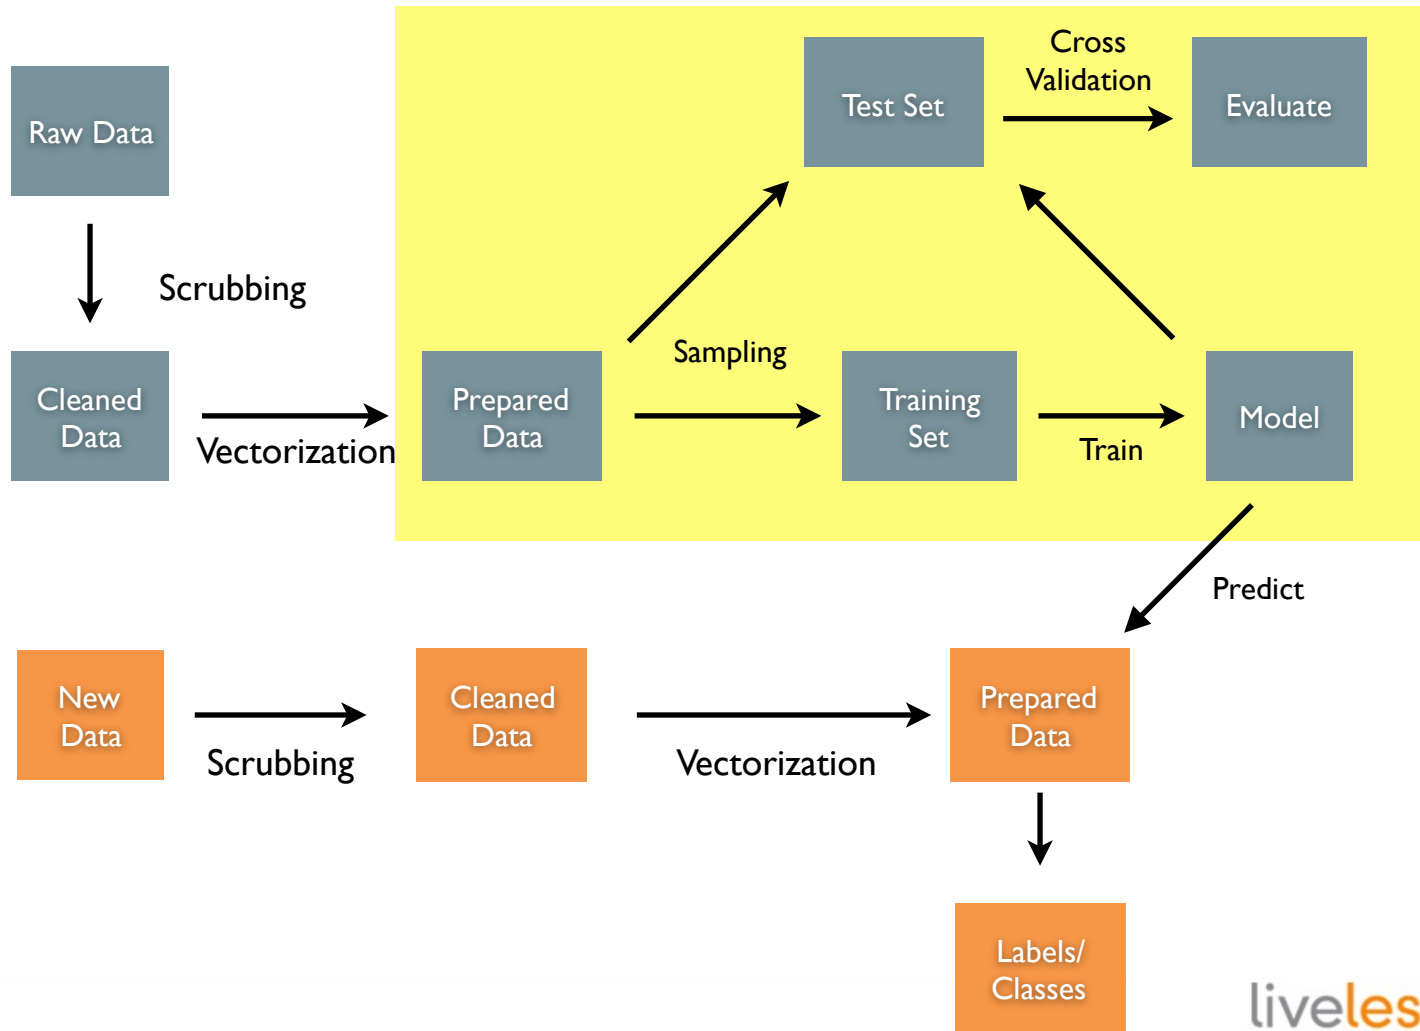 Raw Data
Scrubbing
Cleaned
Data
Vectorization
Prepared
Data
Sampling
Test Set
Cross
Validation
Evaluate
Training
Set
Train
Model
Predict
New
Data
Scrubbing
Cleaned
Data
Vectorization
Prepared
Data
Labels/
Classes
liveles